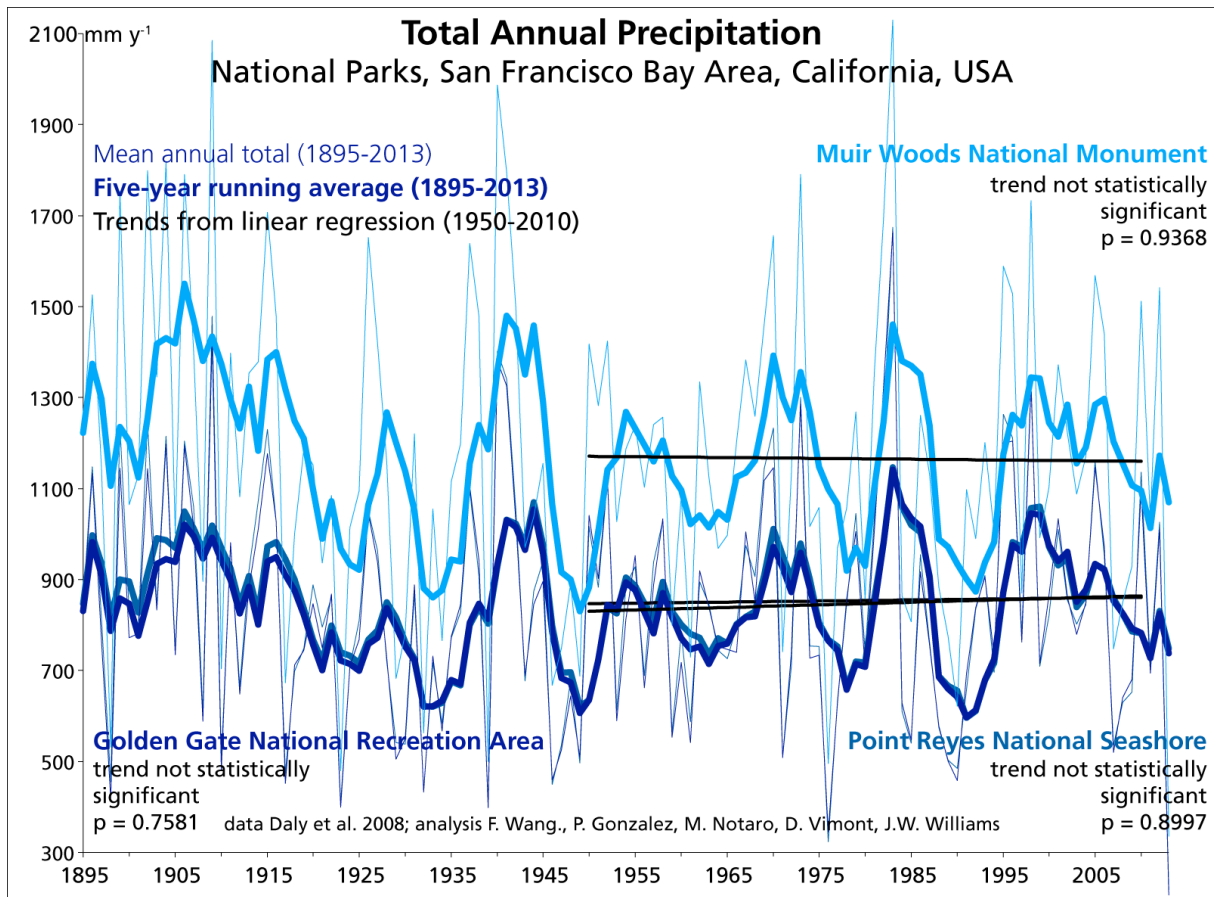 Total Annual Precipitation
National Parks, San Francisco Bay Area, California, USA
2100 mm y-1
1900
1700
1500
1300
1100
900
700
500
300
Mean annual total (1895-2013)
Five-year running average (1895-2013)
Trends from linear regression (1950-2010)
Muir Woods National Monument
trend not statistically
significant
p = 0.9368
Golden Gate National Recreation Area
trend not statistically
significant
p = 0.7581
Point Reyes National Seashore
trend not statistically
significant
p = 0.8997
data Daly et al. 2008; analysis F. Wang., P. Gonzalez, M. Notaro, D. Vimont, J.W. Williams
1895 1905 1915 1925 1935 1945 1955 1965 1975 1985 1995 2005